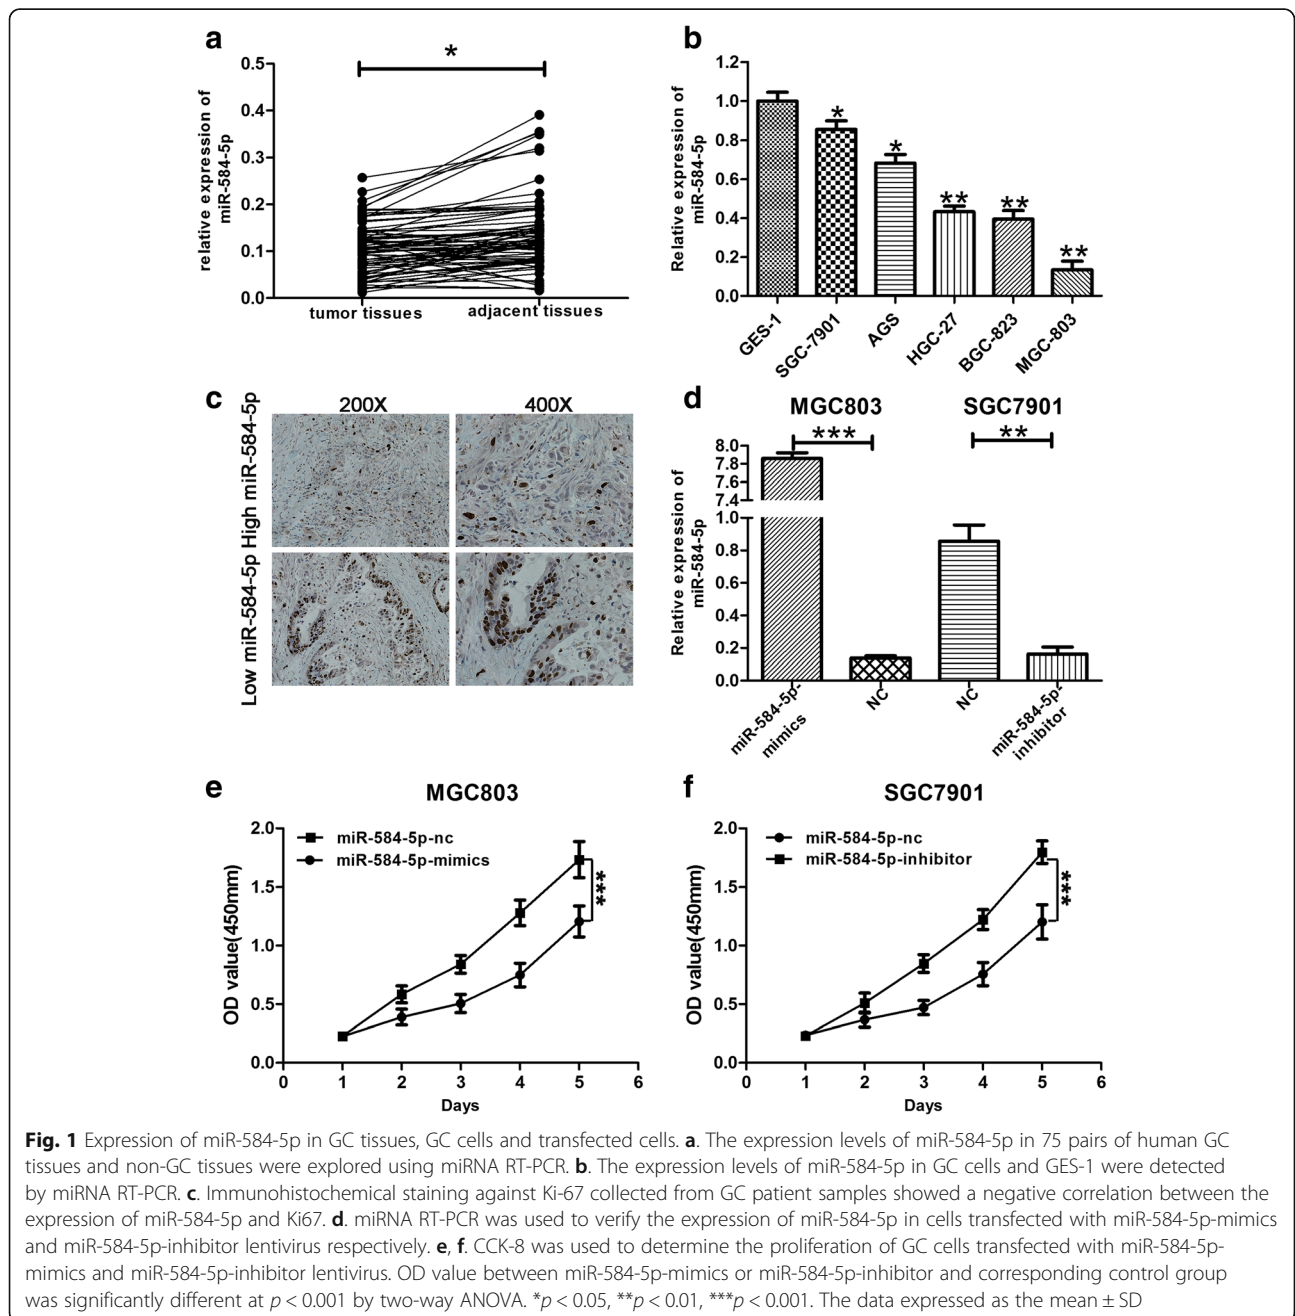 a
*
relative expression of
miR-584-5p
0.5
0.4
0.3
0.2
0.1
0.0
tumor tissues
adjacent tissues
b
Relative expression of
miR-584-5p
1.2
1.0
0.8
0.6
0.4
0.2
0.0
*
*
**
**
**
GES-1
SGC-7901
AGS
HGC-27
BGC-823
MGC-803
c
200X
400X
High miR-584-5p
Low miR-584-5p
d
MGC803
SGC7901
***
**
Relative expression of
miR-584-5p
8.0
7.8
7.6
7.4
1.0
0.8
0.6
0.4
0.2
0.0
miR-584-5p-
mimics
NC
NC
miR-584-5p-
inhibitor
e
MGC803
miR-584-5p-nc
miR-584-5p-mimics
OD value(450mm)
2.0
1.5
1.0
0.5
0.0
***
0 1 2 3 4 5 6
Days
f
SGC7901
miR-584-5p-nc
miR-584-5p-inhibitor
OD value(450mm)
2.0
1.5
1.0
0.5
0.0
***
0 1 2 3 4 5 6
Days
Fig. 1 Expression of miR-584-5p in GC tissues, GC cells and transfected cells. a. The expression levels of miR-584-5p in 75 pairs of human GC
tissues and non-GC tissues were explored using miRNA RT-PCR. b. The expression levels of miR-584-5p in GC cells and GES-1 were detected
by miRNA RT-PCR. c. Immunohistochemical staining against Ki-67 collected from GC patient samples showed a negative correlation between the
expression of miR-584-5p and Ki67. d. miRNA RT-PCR was used to verify the expression of miR-584-5p in cells transfected with miR-584-5p-mimics
and miR-584-5p-inhibitor lentivirus respectively. e, f. CCK-8 was used to determine the proliferation of GC cells transfected with miR-584-5p-
mimics and miR-584-5p-inhibitor lentivirus. OD value between miR-584-5p-mimics or miR-584-5p-inhibitor and corresponding control group
was significantly different at p < 0.001 by two-way ANOVA. *p < 0.05, **p < 0.01, ***p < 0.001. The data expressed as the mean ± SD